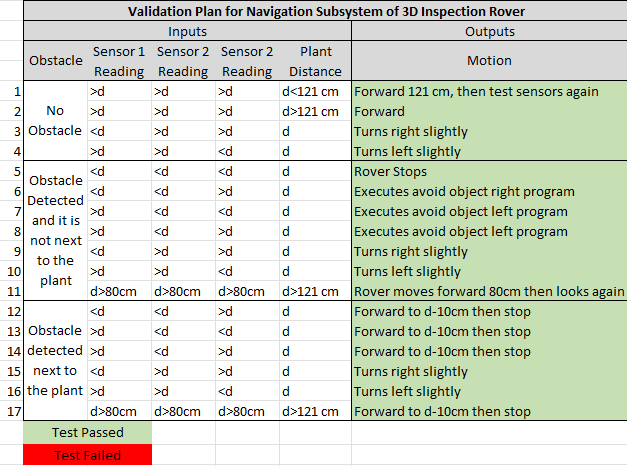 Validation Plan for Navigation Subsystem of 3D Inspection Rover
Inputs Outputs
Obstacle Sensor 1 Reading Sensor 2 Reading Sensor 2 Reading Plant Distance Motion
No Obstacle
1 >d >d >d d<121 cm Forward 121 cm, then test sensors again
2 >d >d >d d>121 cm Forward
3 <d >d >d d Turns right slightly
4 >d >d <d d Turns left slightly
Obstacle Detected and it is not next to the plant
5 <d <d <d d Rover Stops
6 <d <d >d d Executes avoid object right program
7 >d <d <d d Executes avoid object left program
8 >d <d >d d Executes avoid object left program
9 <d >d >d d Turns right slightly
10 >d >d <d d Turns left slightly
11 d>80cm d>80cm d>80cm d>121 cm Rover moves forward 80cm then looks again
Obstacle detected next to the plant
12 <d <d >d d Forward to d-10cm then stop
13 >d <d <d d Forward to d-10cm then stop
14 >d <d >d d Forward to d-10cm then stop
15 <d >d >d d Turns right slightly
16 >d >d <d d Turns left slightly
17 d>80cm d>80cm d>80cm d>121 cm Forward to d-10cm then stop
Test Passed
Test Failed